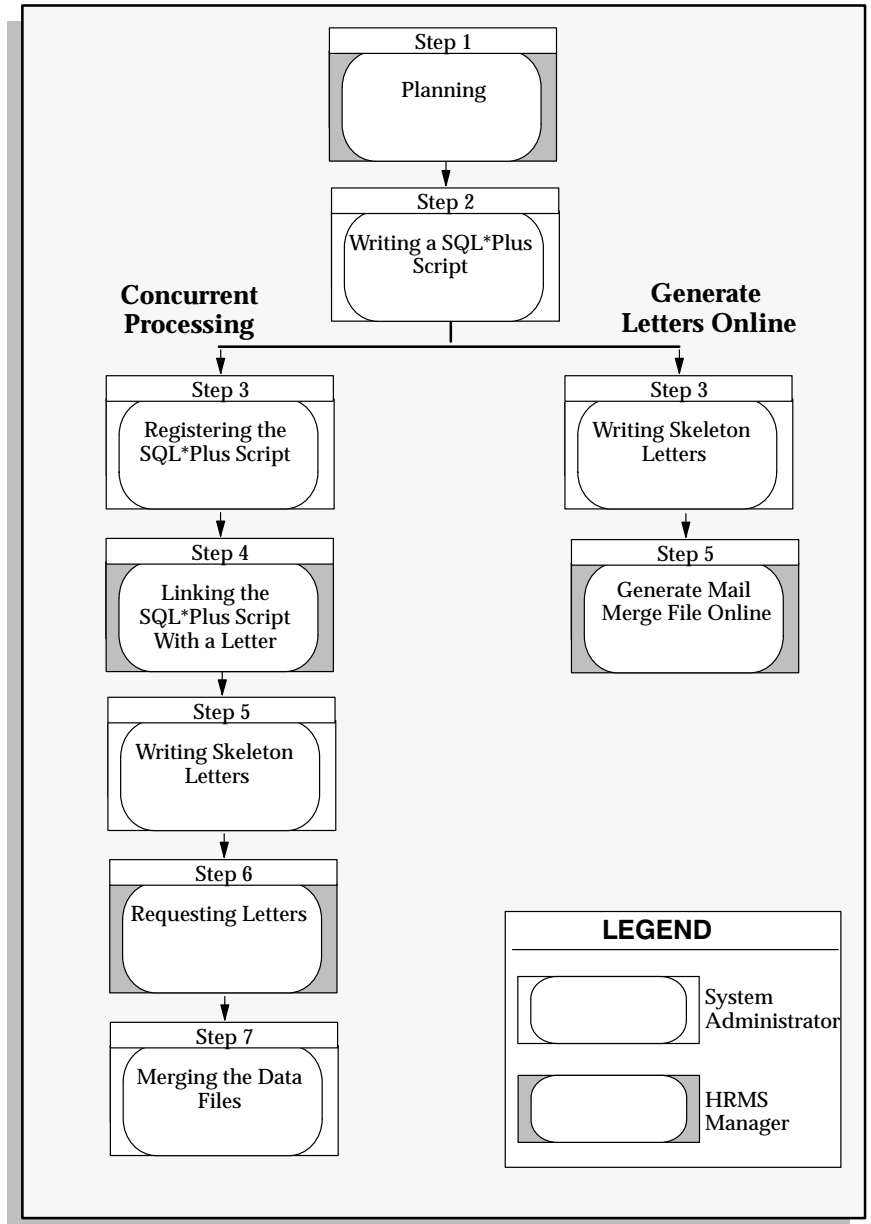 Step 1
Planning
Step 2
Writing a SQL*Plus
Script
Concurrent
Processing
Generate
Letters Online
Step 3
Registering the
SQL*Plus Script
Step 3
Writing Skeleton
Letters
Step 4
Linking the
SQL*Plus Script
With a Letter
Step 5
Generate Mail
Merge File Online
Step 5
Writing Skeleton
Letters
Step 6
Requesting Letters
Step 7
Merging the Data
Files
LEGEND
System
Administrator
HRMS
Manager